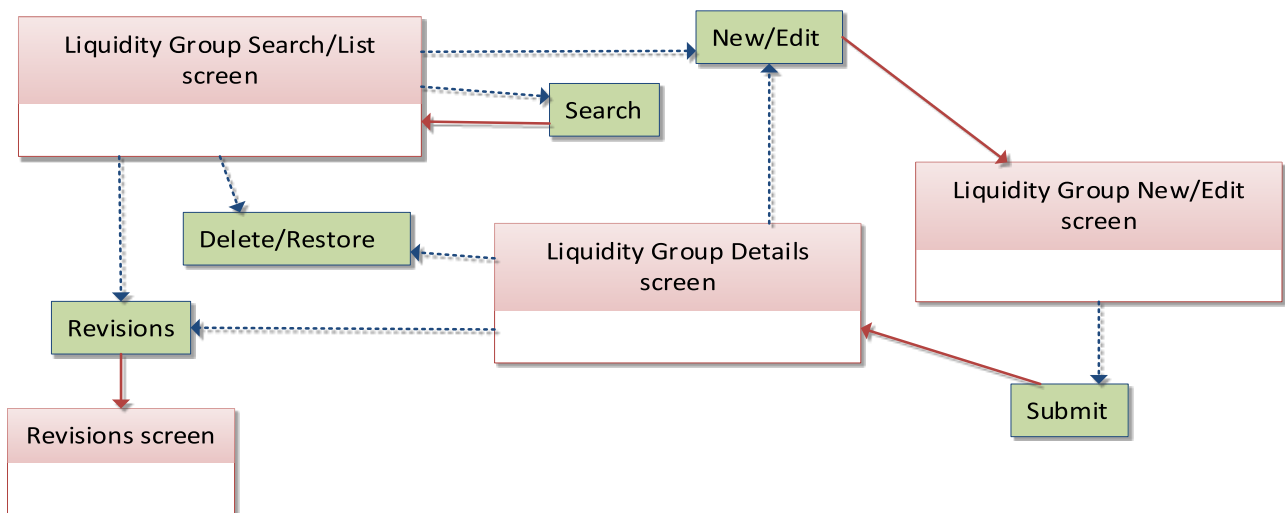 Liquidity Group Search/List
screen
New/Edit
Search
Liquidity Group New/Edit
screen
Delete/Restore
Liquidity Group Details
screen
Revisions
Submit
Revisions screen